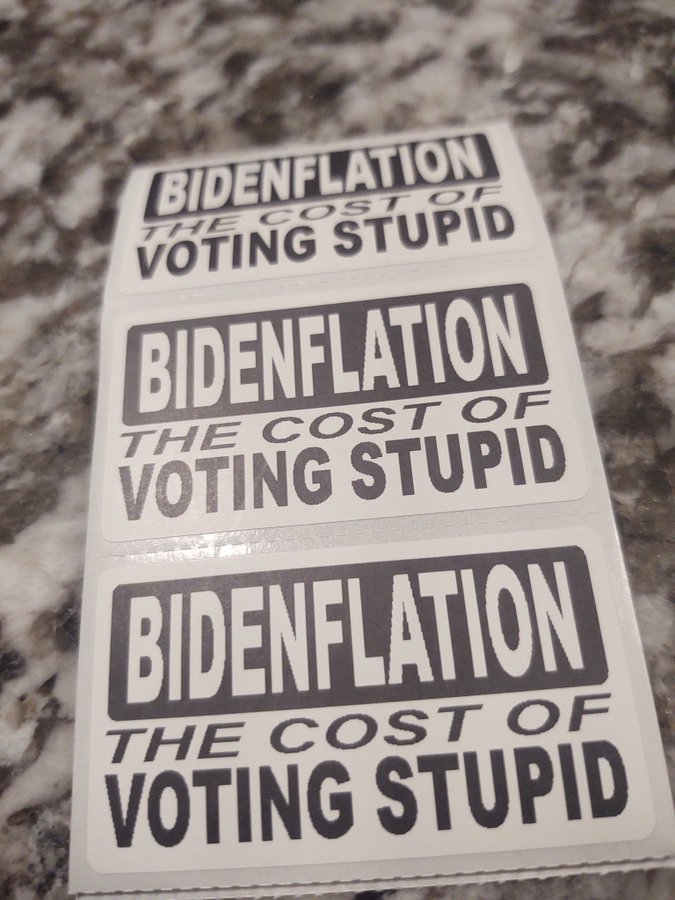 BIDENFLATION
THE COST OF
VOTING STUPID
BIDENFLATION
THE COST OF
VOTING STUPID
BIDENFLATION
THE COST OF
VOTING STUPID